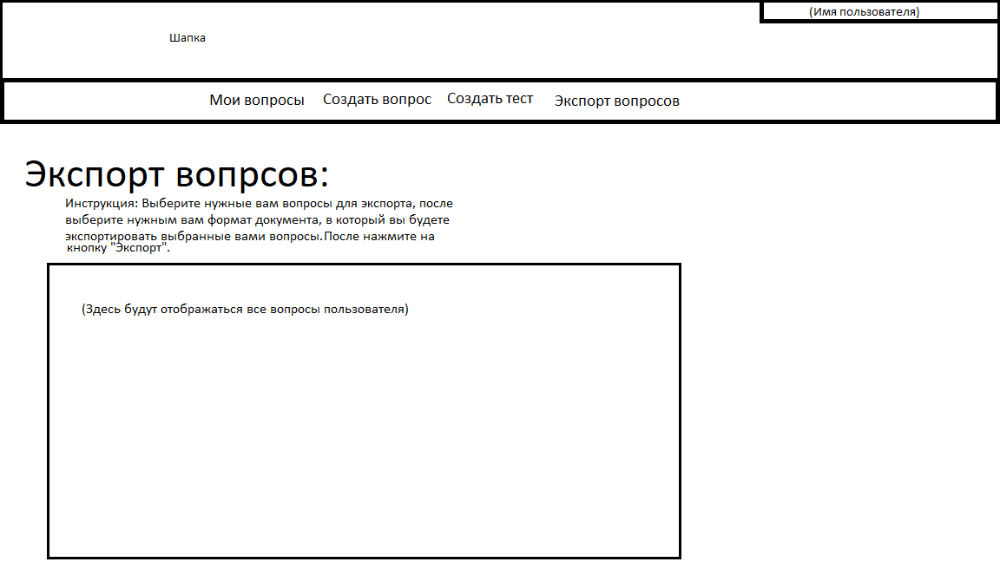 (Имя пользователя)
Шапка
Мои вопросы Создать вопрос Создать тест Экспорт вопросов
Экспорт вопрсов:
Инструкция: Выберите нужные вам вопросы для экспорта, после
выберите нужным вам формат документа, в который вы будете
экспортировать выбранные вами вопросы.После нажмите на
кнопку "Экспорт".
(Здесь будут отображаться все вопросы пользователя)